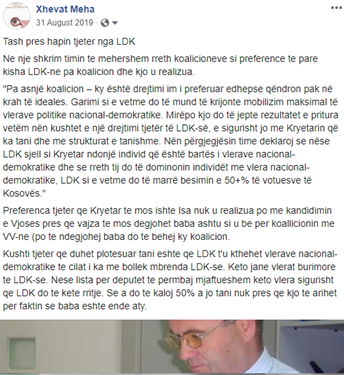 Xhevat Meha
31 August 2019 ·
Tash pres hapin tjeter nga LDK
Ne nje shkrim timin te mehershem rreth koalicioneve si preference te pare
kisha LDK-ne pa koalicion dhe kjo u realizua.
"Pa asnjë koalicion – ky është drejtimi im i preferuar edhepse qëndron pak në
krah të ideales. Garimi si e vetme do të mund të krijonte mobilizim maksimal të
vlerave politike nacional-demokratike. Mirëpo kjo do të jepte rezultatet e pritura
vetëm nën kushtet e një drejtimi tjetër të LDK-së, e sigurisht jo me Kryetarin që
ka tani dhe me strukturat e tanishme. Nën përgjegjësin time deklaroj se nëse
LDK sjell si Kryetar ndonjë individ që është bartës i vlerave nacional-
demokratike dhe se rreth tij do të dominonin individët me vlera nacional-
demokratike, LDK si e vetme do të marrë besimin e 50+% të votuesve të
Kosovës."
Preferenca tjeter qe Kryetar te mos ishte Isa nuk u realizua po me kandidimin
e Vjoses pres qe vajza te mos degjohet baba ashtu si u be per koallicionin me
VV-ne (po te ndegjohej baba do te behej ky koalicion.
Kushti tjeter qe duhet plotesuar tani eshte qe LDK t'u kthehet vlerave nacional-
demokratike te cilat i ka me bollek mbrenda LDK-se. Keto jane vlerat burimore
te LDK-se. Nese lista per deputet te permbaj mjaftueshem keto vlera sigurisht
qe LDK do te kete rritje. Se a do te kaloj 50% a jo tani nuk pres qe kjo te arihet
per faktin se baba eshte ende aty.